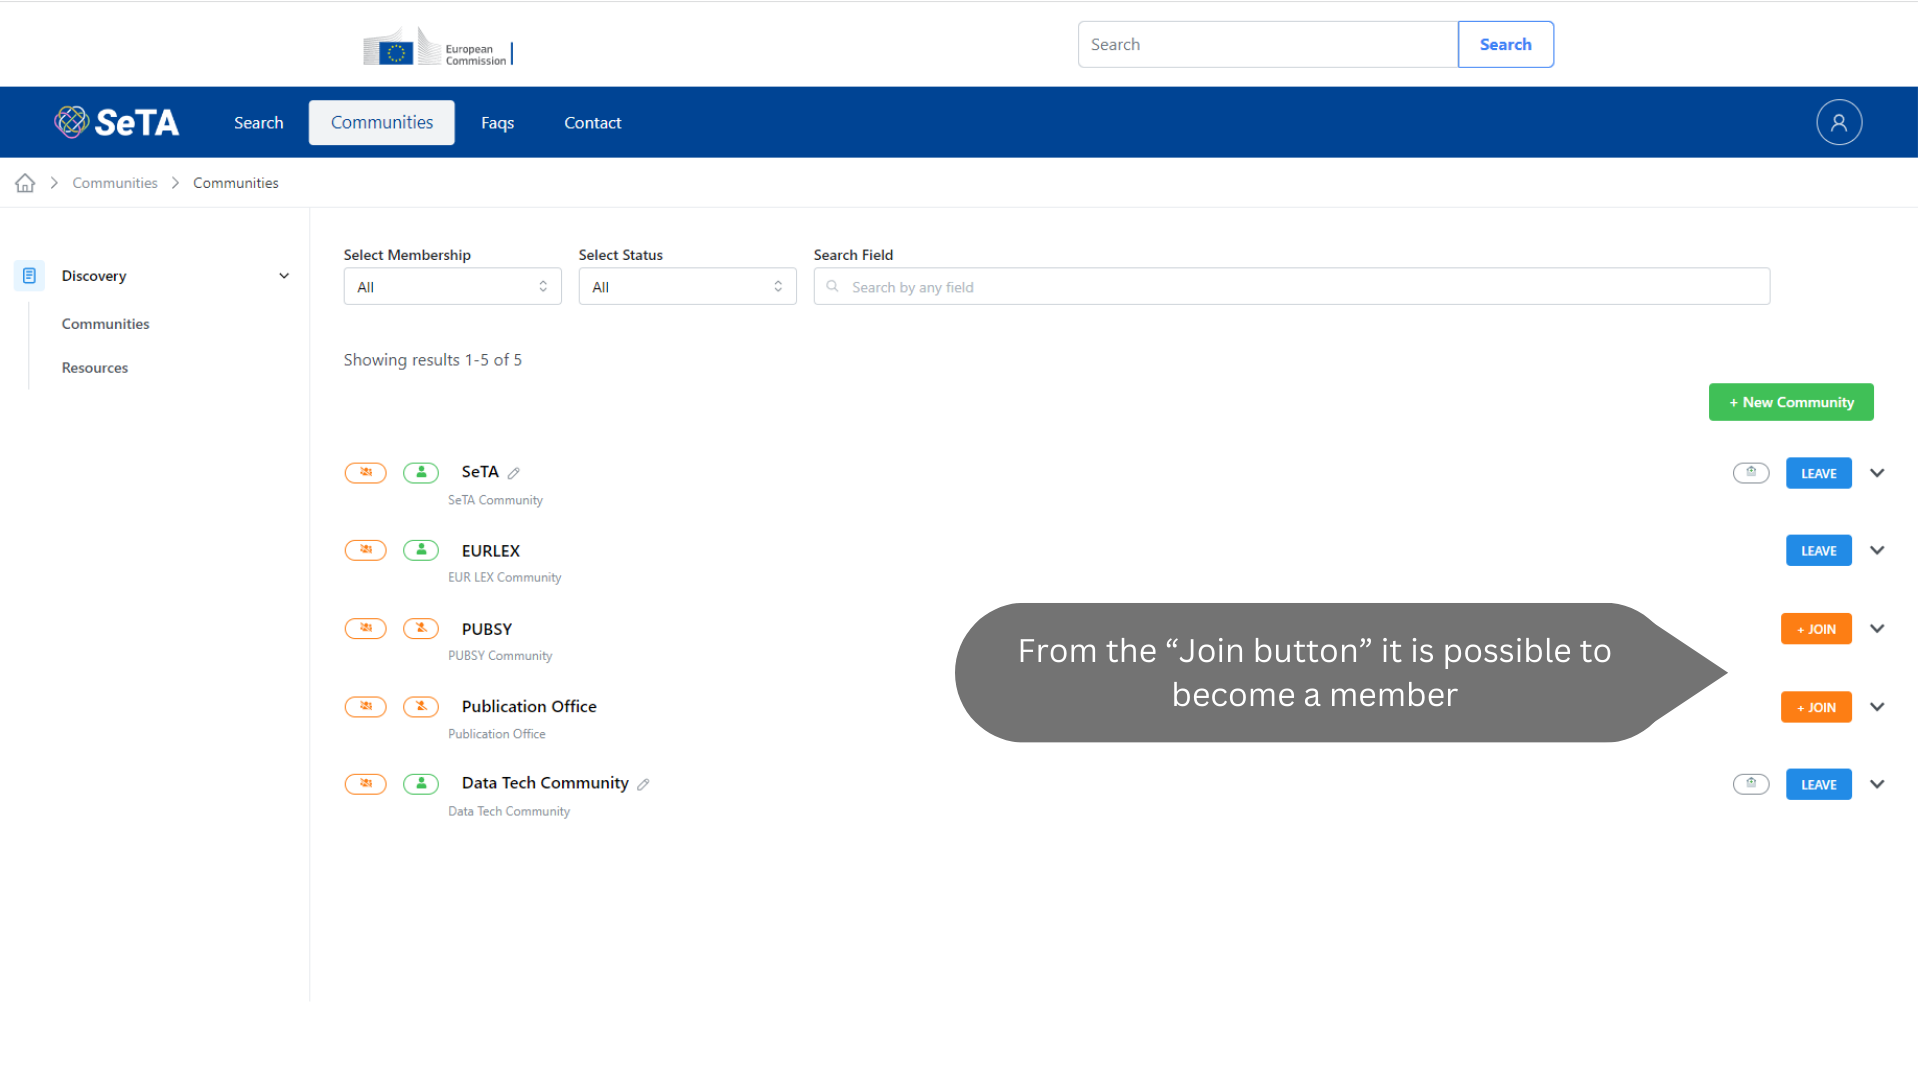 European
Commission
Search
Search
SeTA
Search
Communities
Faqs
Contact
Communities
Communities
Discovery
Communities
Resources
Select Membership
All
Select Status
All
Search Field
Search by any field
Showing results 1-5 of 5
+ New Community
SeTA
SeTA Community
LEAVE
EURLEX
EUR LEX Community
LEAVE
PUBSY
PUBSY Community
+ JOIN
From the “Join button” it is possible to
become a member
Publication Office
Publication Office
+ JOIN
Data Tech Community
Data Tech Community
LEAVE